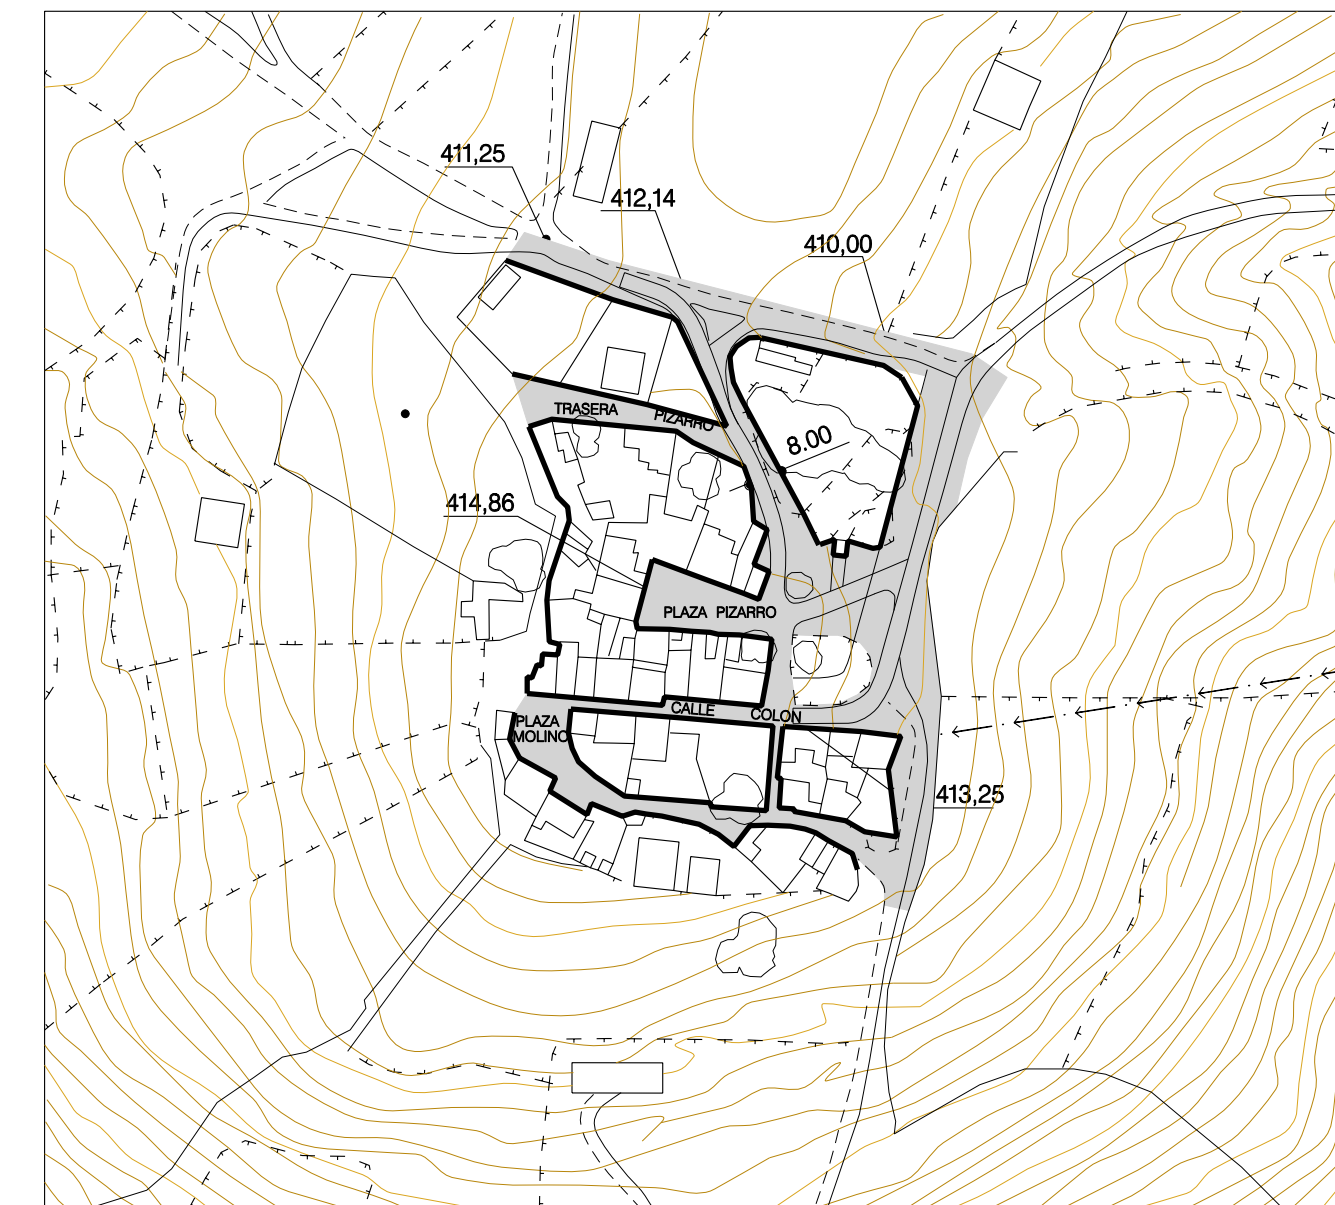 411,25
412,14
410,00
TRASERA PIZARRO
8.00
414,86
PLAZA PIZARRO
CALLE COLON
PLAZA
MOLINO
413,25